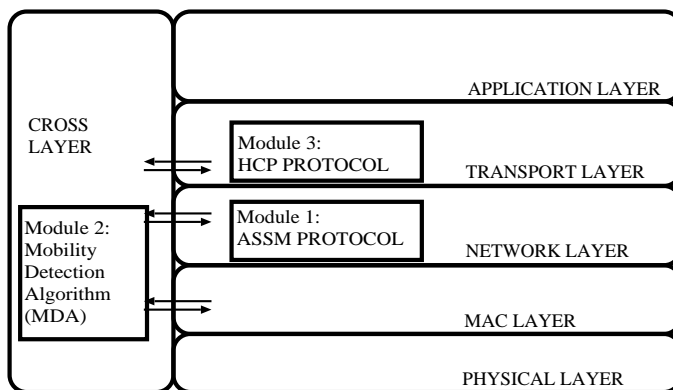 CROSS
LAYER
Module 2:
Mobility
Detection
Algorithm
(MDA)
APPLICATION LAYER
Module 3:
HCP PROTOCOL
TRANSPORT LAYER
Module 1:
ASSM PROTOCOL
NETWORK LAYER
MAC LAYER
PHYSICAL LAYER